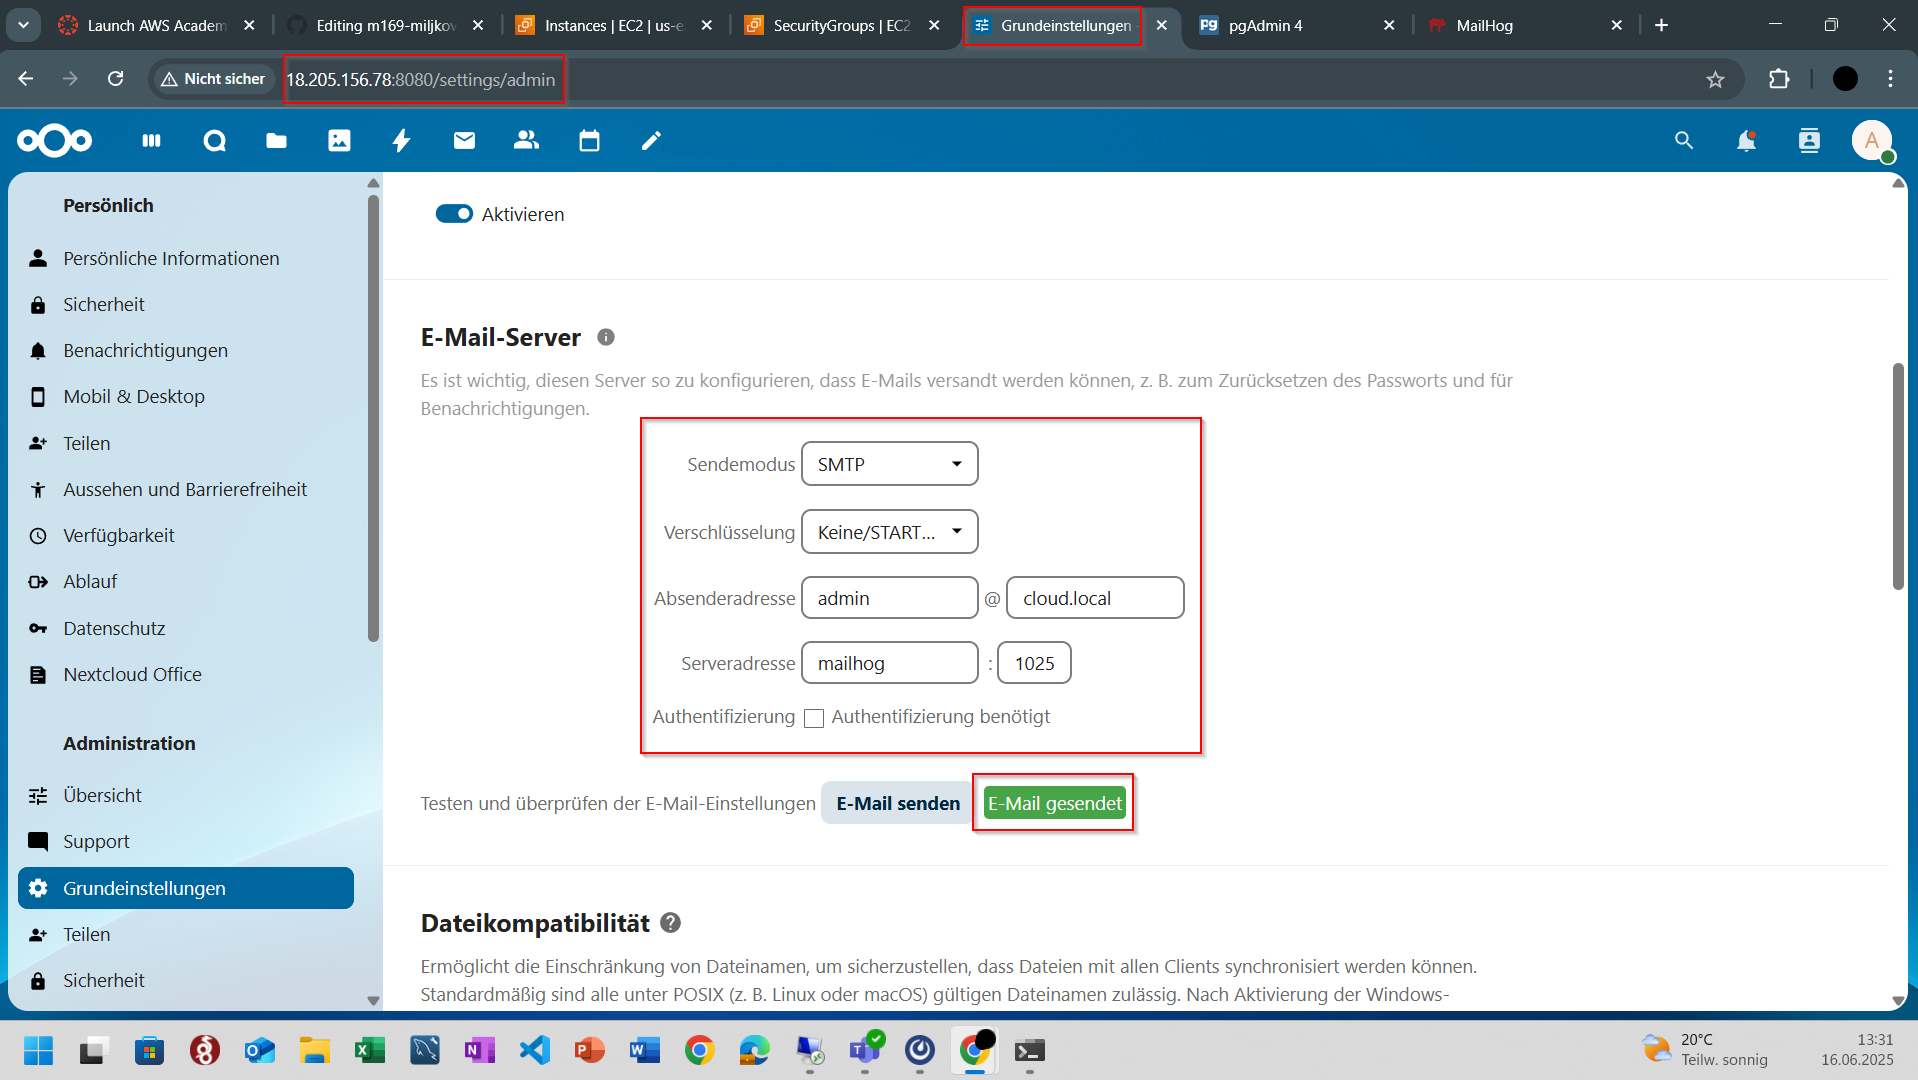 Launch AWS Academ
Editing m169-miljkov
Instances | EC2 | us-e
SecurityGroups | EC2
Grundeinstellungen -
pgAdmin 4
MailHog
Nicht sicher
18.205.156.78:8080/settings/admin
A
Persönlich
Persönliche Informationen
Sicherheit
Benachrichtigungen
Mobil & Desktop
Teilen
Aussehen und Barrierefreiheit
Verfügbarkeit
Ablauf
Datenschutz
Nextcloud Office
Administration
Übersicht
Support
Grundeinstellungen
Teilen
Sicherheit
Aktivieren
E-Mail-Server
Es ist wichtig, diesen Server so zu konfigurieren, dass E-Mails versandt werden können, z. B. zum Zurücksetzen des Passworts und für
Benachrichtigungen.
Sendemodus SMTP
Verschlüsselung Keine/START...
Absenderadresse admin @ cloud.local
Serveradresse mailhog : 1025
Authentifizierung Authentifizierung benötigt
Testen und überprüfen der E-Mail-Einstellungen E-Mail senden E-Mail gesendet
Dateikompatibilität
Ermöglicht die Einschränkung von Dateinamen, um sicherzustellen, dass Dateien mit allen Clients synchronisiert werden können.
Standardmäßig sind alle unter POSIX (z. B. Linux oder macOS) gültigen Dateinamen zulässig. Nach Aktivierung der Windows-
20°C
Teilw. sonnig
13:31
16.06.2025